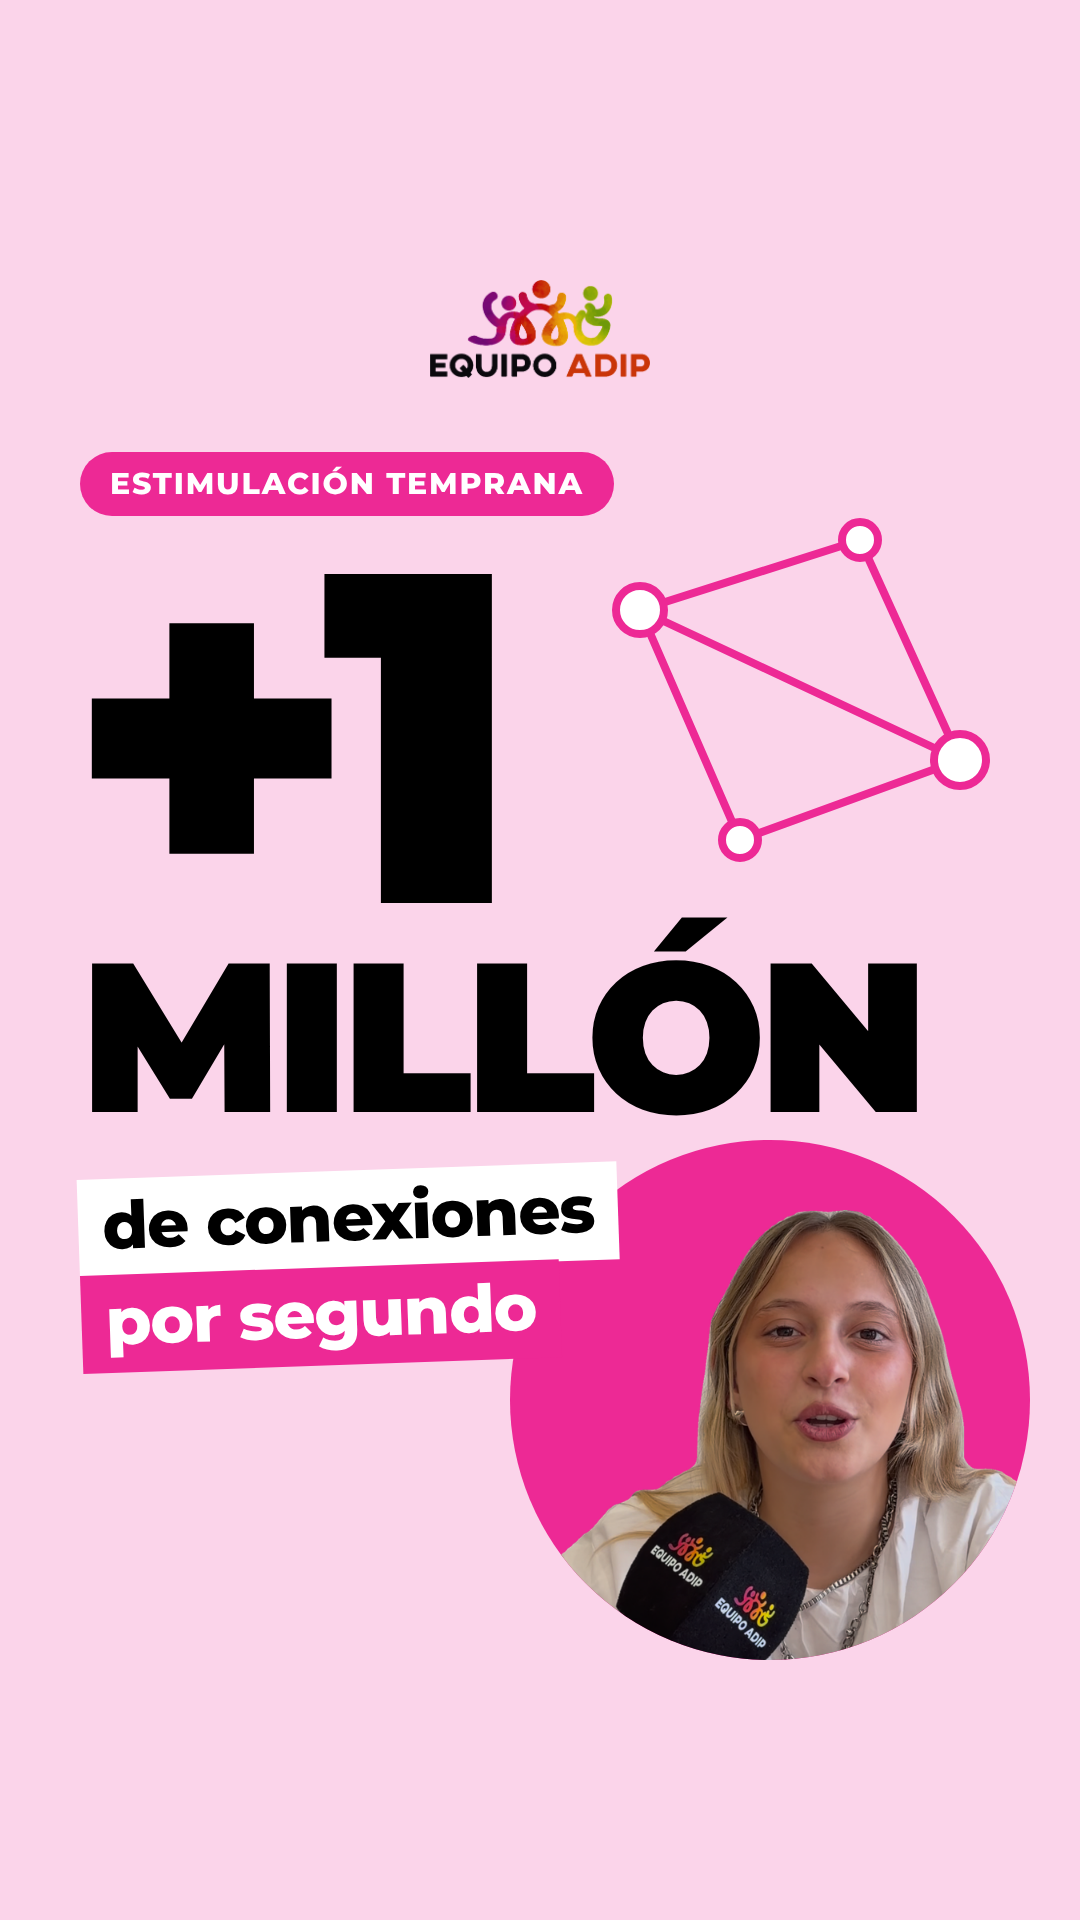 EQUIPO ADIP
ESTIMULACIÓN TEMPRANA
+1
MILLÓN
de conexiones
por segundo
EQUIPO ADIP
EQUIPO ADIP